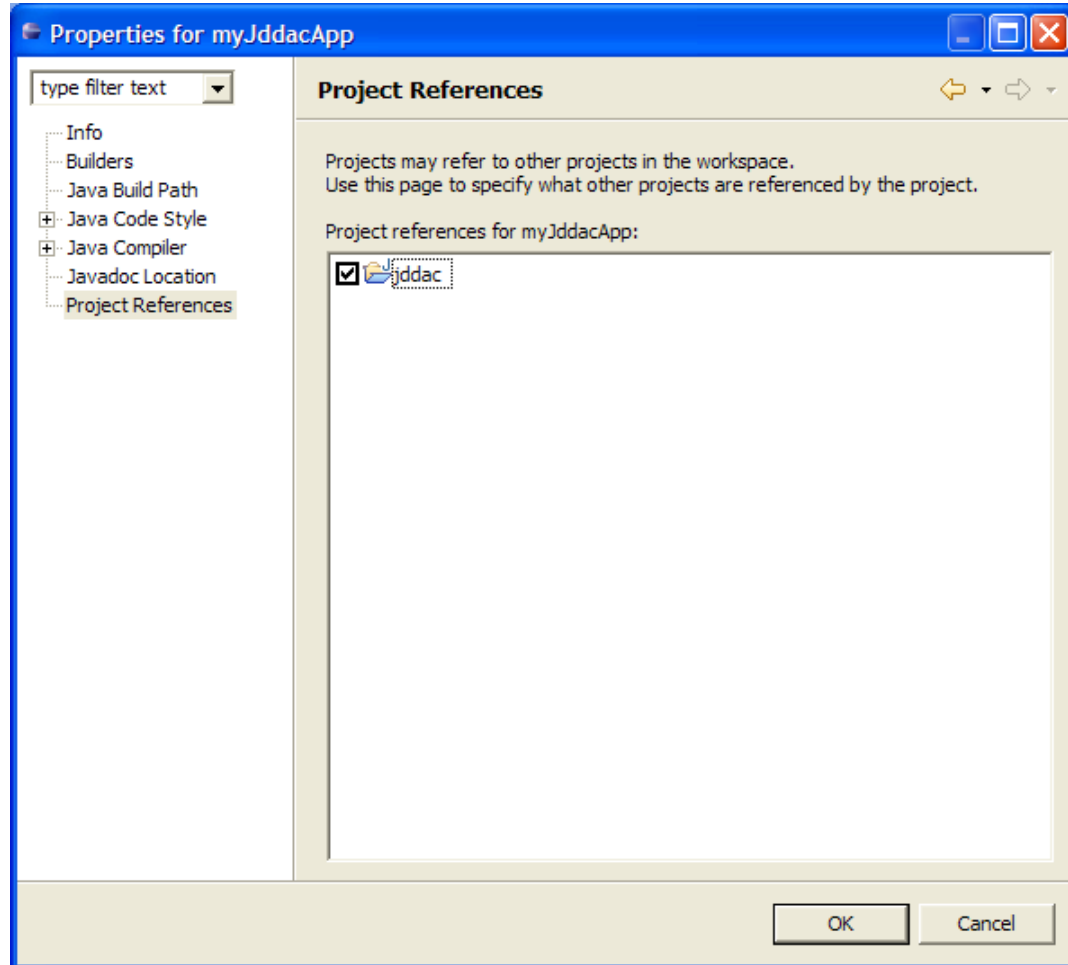 Properties for myJddacApp
type filter text
Info
Builders
Java Build Path
Java Code Style
Java Compiler
Javadoc Location
Project References
Project References
Projects may refer to other projects in the workspace.
Use this page to specify what other projects are referenced by the project.
Project references for myJddacApp:
jddac
OK
Cancel